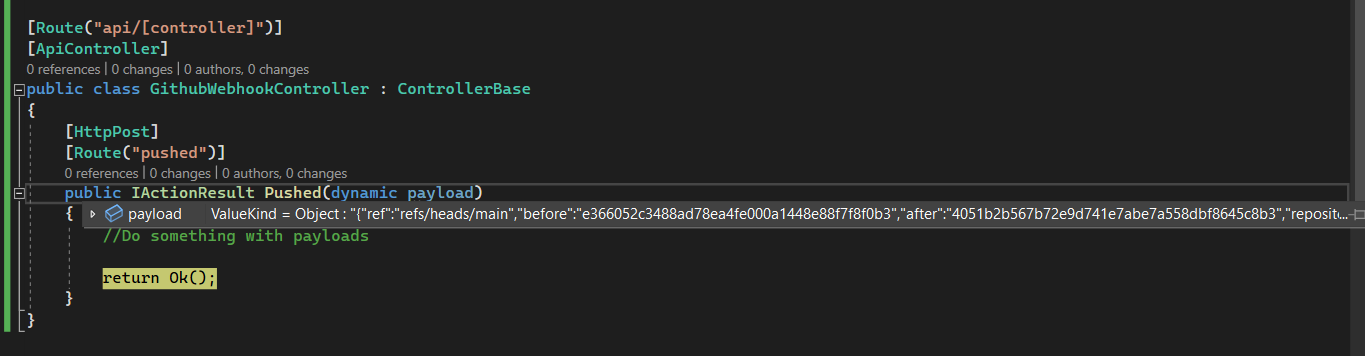 [Route("api/[controller]")]
[ApiController]
0 references | 0 changes | 0 authors, 0 changes
public class GithubWebhookController : ControllerBase
{
[HttpPost]
[Route("pushed")]
0 references | 0 changes | 0 authors, 0 changes
public IActionResult Pushed(dynamic payload)
{ payload ValueKind = Object : "{"ref":"refs/heads/main","before":"e366052c3488ad78ea4fe000a1448e88f7f8f0b3","after":"4051b2b567b72e9d741e7abe7a558dbf8645c8b3","reposit...
//Do something with payloads
return Ok();
}
}